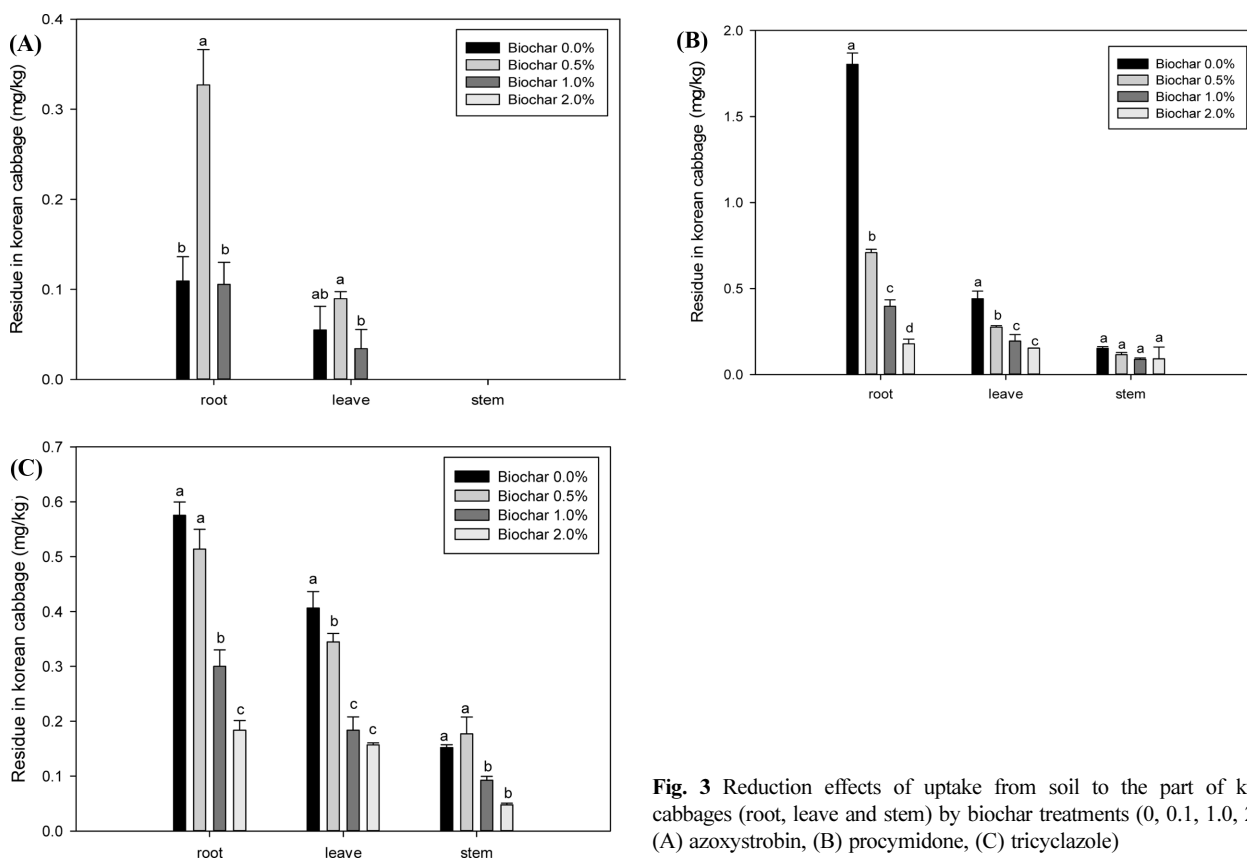 (A)
Residue in korean cabbage (mg/kg)
0.4
0.3
0.2
0.1
0.0
Biochar 0.0%
Biochar 0.5%
Biochar 1.0%
Biochar 2.0%
b
a
b
ab
a
b
root
leave
stem
(B)
Residue in korean cabbage (mg/kg)
2.0
1.5
1.0
0.5
0.0
Biochar 0.0%
Biochar 0.5%
Biochar 1.0%
Biochar 2.0%
a
b
c
d
a
b
c
c
a
a
a
a
root
leave
stem
(C)
Residue in korean cabbage (mg/kg)
0.7
0.6
0.5
0.4
0.3
0.2
0.1
0.0
Biochar 0.0%
Biochar 0.5%
Biochar 1.0%
Biochar 2.0%
a
a
b
c
a
b
c
c
a
a
b
b
root
leave
stem
Fig. 3 Reduction effects of uptake from soil to the part of
cabbages (root, leave and stem) by biochar treatments (0, 0.1, 1.0,
(A) azoxystrobin, (B) procymidone, (C) tricyclazole)